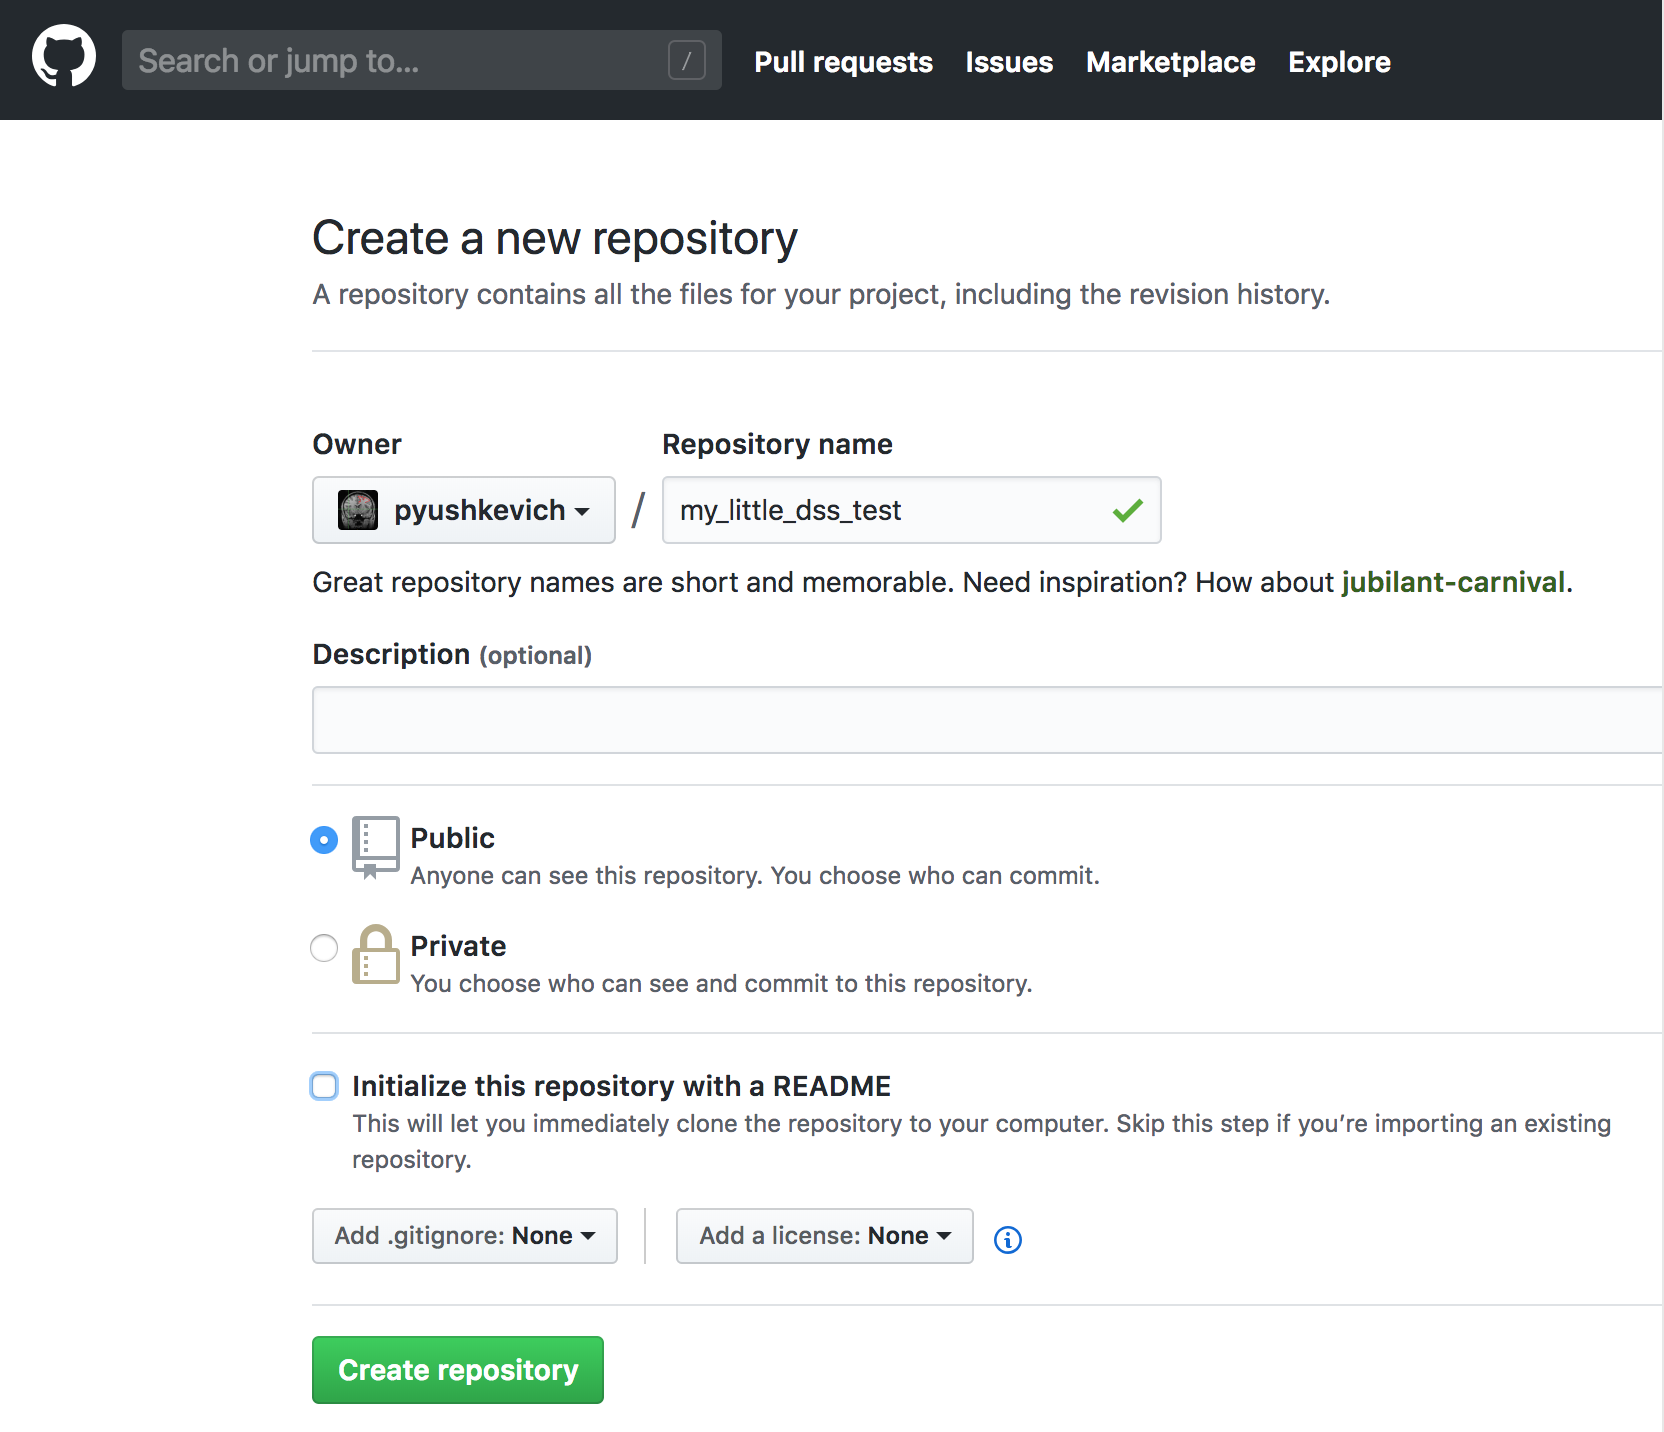 Search or jump to...
/
Pull requests
Issues
Marketplace
Explore
Create a new repository
A repository contains all the files for your project, including the revision history.
Owner
Repository name
pyushkevich
/
my_little_dss_test
Great repository names are short and memorable. Need inspiration? How about jubilant-carnival.
Description (optional)
Public
Anyone can see this repository. You choose who can commit.
Private
You choose who can see and commit to this repository.
Initialize this repository with a README
This will let you immediately clone the repository to your computer. Skip this step if you’re importing an existing
repository.
Add .gitignore: None
Add a license: None
Create repository